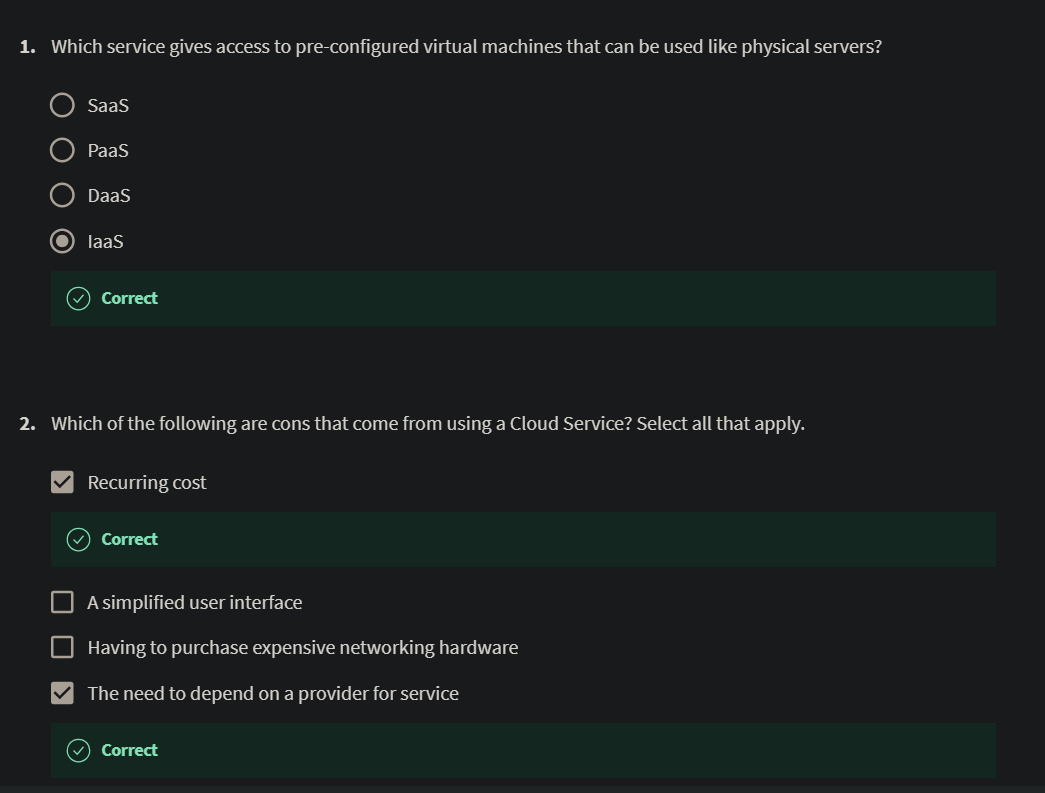 1. Which service gives access to pre-configured virtual machines that can be used like physical servers?
SaaS
PaaS
DaaS
IaaS
Correct
2. Which of the following are cons that come from using a Cloud Service? Select all that apply.
Recurring cost
Correct
A simplified user interface
Having to purchase expensive networking hardware
The need to depend on a provider for service
Correct